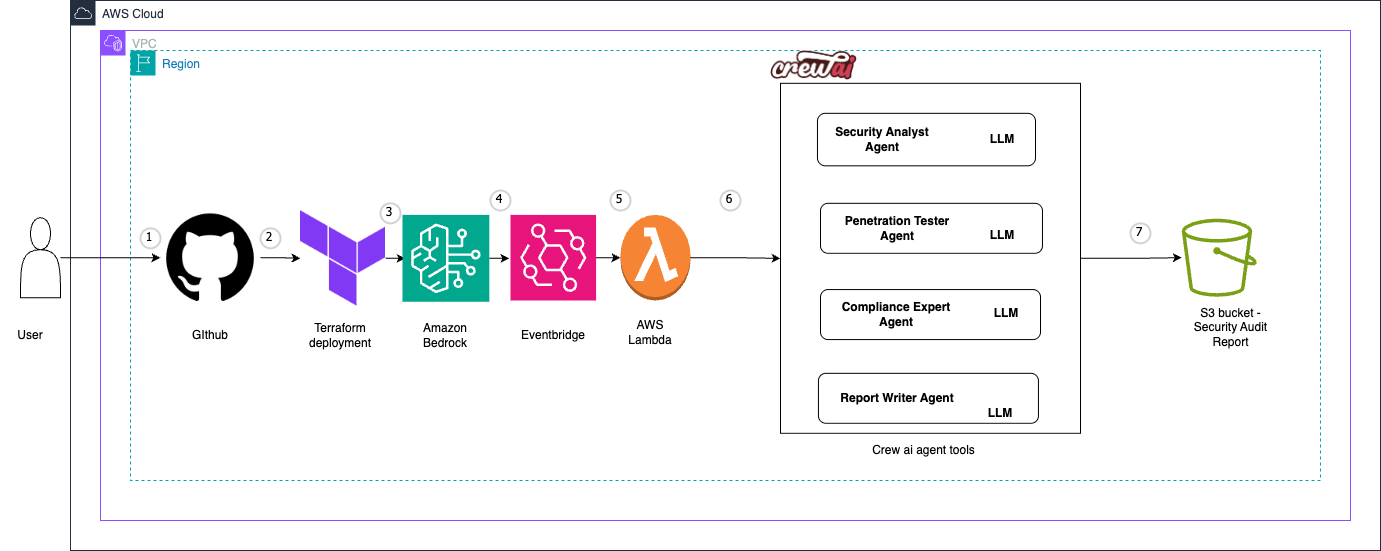 AWS Cloud
VPC
Region
crewai
Security Analyst
Agent
LLM
Penetration Tester
Agent
LLM
Compliance Expert
Agent
LLM
Report Writer Agent
LLM
Crew ai agent tools
1
2
3
4
5
6
7
User
GIthub
Terraform
deployment
Amazon
Bedrock
Eventbridge
AWS
Lambda
S3 bucket -
Security Audit
Report